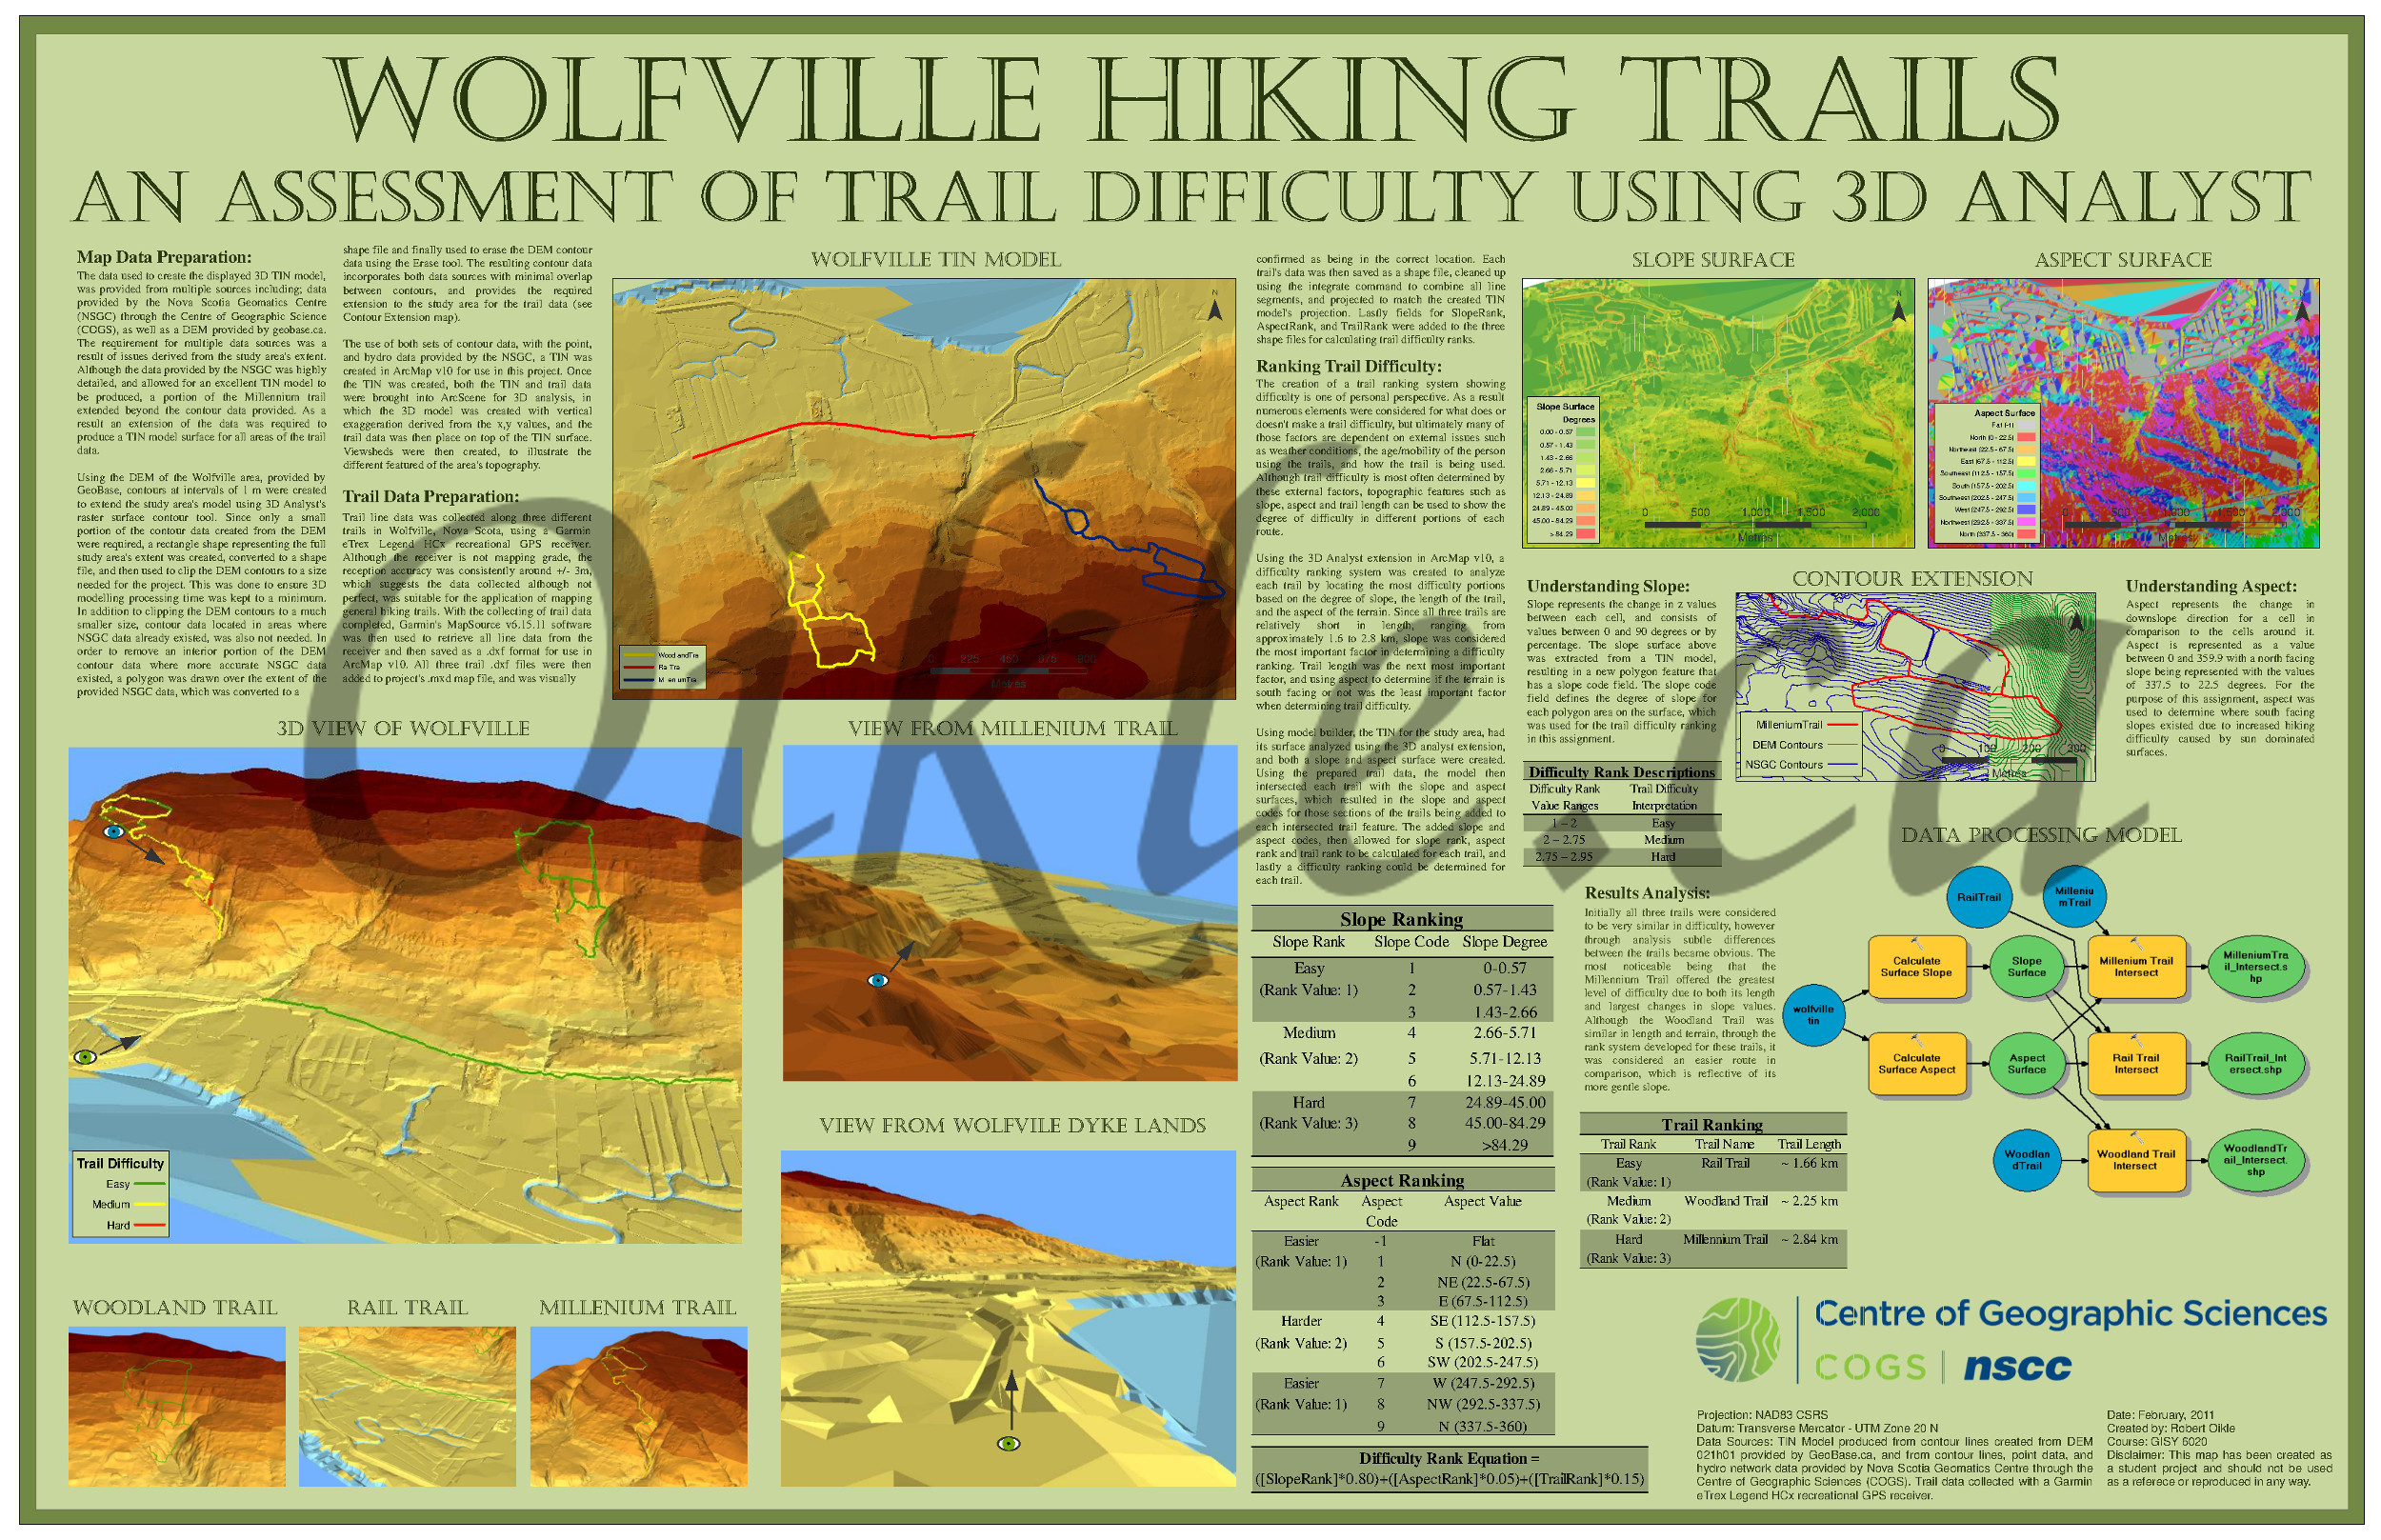 WOLFVILLE HIKING TRAILS
AN ASSESSMENT OF TRAIL DIFFICULTY USING 3D ANALYST
Map Data Preparation:
The data used to create the displayed 3D TIN model,
was provided from multiple sources including; data
provided by the Nova Scotia Geomatics Centre
(NSGC) through the Centre of Geographic Science
(COGS), as well as a DEM provided by geobase.ca.
The requirement for multiple data sources was a
result of issues derived from the study area's extent.
Although the data provided by the NSGC was highly
detailed, and allowed for an excellent TIN model to
be produced, a portion of the Millennium trail
extended beyond the contour data provided. As a
result an extension of the data was required to
produce a TIN model surface for all areas of the trail
data.
Using the DEM of the Wolfville area, provided by
GeoBase, contours at intervals of 1 m were created
to extend the study area's model using 3D Analyst's
raster surface contour tool. Since only a small
portion of the contour data created from the DEM
were required, a rectangle shape representing the full
study area's extent was created, converted to a shape
file, and then used to clip the DEM contours to a size
needed for the project. This was done to ensure 3D
modelling processing time was kept to a minimum.
In addition to clipping the DEM contours to a much
smaller size, contour data located in areas where
NSGC data already existed, was also not needed. In
order to remove an interior portion of the DEM
contour data where more accurate NSGC data
existed, a polygon was drawn over the extent of the
provided NSGC data, which was converted to a
shape file and finally used to erase the DEM contour
data using the Erase tool. The resulting contour data
incorporates both data sources with minimal overlap
between contours, and provides the required
extension to the study area for the trail data (see
Contour Extension map).
The use of both sets of contour data, with the point,
and hydro data provided by the NSGC, a TIN was
created in ArcMap v10 for use in this project. Once
the TIN was created, both the TIN and trail data
were brought into ArcScene for 3D analysis, in
which the 3D model was created with vertical
exaggeration derived from the x,y values, and the
trail data was then place on top of the TIN surface.
Viewsheds were then created, to illustrate the
different featured of the area's topography.
Trail Data Preparation:
Trail line data was collected along three different
trails in Wolfville, Nova Scota, using a Garmin
eTrex Legend HCx recreational GPS receiver.
Although the receiver is not mapping grade, the
reception accuracy was consistently around +/- 3m,
which suggests the data collected although not
perfect, was suitable for the application of mapping
general hiking trails. With the collecting of trail data
completed, Garmin's MapSource v6.15.11 software
was then used to retrieve all line data from the
receiver and then saved as a .dxf format for use in
ArcMap v10. All three trail .dxf files were then
added to project's .mxd map file, and was visually
WOLFVILLE TIN MODEL
N
WoodlandTra
Rai Tra
MileniumTra
0 225 450 675 900
Metres
confirmed as being in the correct location. Each
trail's data was then saved as a shape file, cleaned up
using the integrate command to combine all line
segments, and projected to match the created TIN
model's projection. Lastly fields for SlopeRank,
AspectRank, and TrailRank were added to the three
shape files for calculating trail difficulty ranks.
Ranking Trail Difficulty:
The creation of a trail ranking system showing
difficulty is one of personal perspective. As a result
numerous elements were considered for what does or
doesn't make a trail difficulty, but ultimately many of
those factors are dependent on external issues such
as weather conditions, the age/mobility of the person
using the trails, and how the trail is being used.
Although trail difficulty is most often determined by
these external factors, topographic features such as
slope, aspect and trail length can be used to show the
degree of difficulty in different portions of each
route.
Using the 3D Analyst extension in ArcMap v10, a
difficulty ranking system was created to analyze
each trail by locating the most difficulty portions
based on the degree of slope, the length of the trail,
and the aspect of the terrain. Since all three trails are
relatively short in length, ranging from
approximately 1.6 to 2.8 km, slope was considered
the most important factor in determining a difficulty
ranking. Trail length was the next most important
factor, and using aspect to determine if the terrain is
south facing or not was the least important factor
when determining trail difficulty.
Using model builder, the TIN for the study area, had
its surface analyzed using the 3D analyst extension,
and both a slope and aspect surface were created.
Using the prepared trail data, the model then
intersected each trail with the slope and aspect
surfaces, which resulted in the slope and aspect
codes for those sections of the trails being added to
each intersected trail feature. The added slope and
aspect codes, then allowed for slope rank, aspect
rank and trail rank to be calculated for each trail, and
lastly a difficulty ranking could be determined for
each trail.
SLOPE SURFACE
N
Slope Surface
Degrees
0.00 - 0.57
0.57 - 1.43
1.43 - 2.66
2.66 - 5.71
5.71 - 12.13
12.13 - 24.89
24.89 - 45.00
45.00 - 84.29
> 84.29
0 500 1,000 1,500 2,000
Metres
ASPECT SURFACE
N
Aspect Surface
Flat (-1)
North (0 - 22.5)
Northeast (22.5 - 67.5)
East (67.5 - 112.5)
Southeast (112.5 - 157.5)
South (157.5 - 202.5)
Southwest (202.5 - 247.5)
West (247.5 - 292.5)
Northwest (292.5 - 337.5)
North (337.5 - 360)
0 500 1,000 1,500 2,000
Metres
Understanding Slope:
Slope represents the change in z values
between each cell, and consists of
values between 0 and 90 degrees or by
percentage. The slope surface above
was extracted from a TIN model,
resulting in a new polygon feature that
has a slope code field. The slope code
field defines the degree of slope for
each polygon area on the surface, which
was used for the trail difficulty ranking
in this assignment.
CONTOUR EXTENSION
MilleniumTrail
DEM Contours
NSGC Contours
0 100 200 300
Metres
Understanding Aspect:
Aspect represents the change in
downslope direction for a cell in
comparison to the cells around it.
Aspect is represented as a value
between 0 and 359.9 with a north facing
slope being represented with the values
of 337.5 to 22.5 degrees. For the
purpose of this assignment, aspect was
used to determine where south facing
slopes existed due to increased hiking
difficulty caused by sun dominated
surfaces.
Difficulty Rank Descriptions
Difficulty Rank Trail Difficulty
Value Ranges Interpretation
1 – 2 Easy
2 – 2.75 Medium
2.75 – 2.95 Hard
Results Analysis:
Initially all three trails were considered
to be very similar in difficulty, however
through analysis subtle differences
between the trails became obvious. The
most noticeable being that the
Millennium Trail offered the greatest
level of difficulty due to both its length
and largest changes in slope values.
Although the Woodland Trail was
similar in length and terrain, through the
rank system developed for these trails, it
was considered an easier route in
comparison, which is reflective of its
more gentle slope.
DATA PROCESSING MODEL
RailTrail
Milleniu
mTrail
Calculate
Surface Slope
Slope
Surface
Millenium Trail
Intersect
MilleniumTra
il_Intersect.s
hp
wolfville
tin
Calculate
Surface Aspect
Aspect
Surface
Rail Trail
Intersect
RailTrail_Int
ersect.shp
Woodlan
dTrail
Woodland Trail
Intersect
WoodlandTr
ail_Intersect.
shp
3D VIEW OF WOLFVILLE
Trail Difficulty
Easy
Medium
Hard
VIEW FROM MILLENIUM TRAIL
VIEW FROM WOLFVILE DYKE LANDS
WOODLAND TRAIL
RAIL TRAIL
MILLENIUM TRAIL
Slope Ranking
Slope Rank Slope Code Slope Degree
Easy 1 0-0.57
(Rank Value: 1) 2 0.57-1.43
3 1.43-2.66
Medium 4 2.66-5.71
(Rank Value: 2) 5 5.71-12.13
6 12.13-24.89
Hard 7 24.89-45.00
(Rank Value: 3) 8 45.00-84.29
9 >84.29
Aspect Ranking
Aspect Rank Aspect Aspect Value
Code
Easier -1 Flat
(Rank Value: 1) 1 N (0-22.5)
2 NE (22.5-67.5)
3 E (67.5-112.5)
Harder 4 SE (112.5-157.5)
(Rank Value: 2) 5 S (157.5-202.5)
6 SW (202.5-247.5)
Easier 7 W (247.5-292.5)
(Rank Value: 1) 8 NW (292.5-337.5)
9 N (337.5-360)
Difficulty Rank Equation =
([SlopeRank]*0.80)+([AspectRank]*0.05)+([TrailRank]*0.15)
Trail Ranking
Trail Rank Trail Name Trail Length
Easy Rail Trail ~ 1.66 km
(Rank Value: 1)
Medium Woodland Trail ~ 2.25 km
(Rank Value: 2)
Hard Millennium Trail ~ 2.84 km
(Rank Value: 3)
Centre of Geographic Sciences
COGS | nscc
Projection: NAD83 CSRS
Datum: Transverse Mercator - UTM Zone 20 N
Data Sources: TIN Model produced from contour lines created from DEM
021h01 provided by GeoBase.ca, and from contour lines, point data, and
hydro network data provided by Nova Scotia Geomatics Centre through the
Centre of Geographic Sciences (COGS). Trail data collected with a Garmin
eTrex Legend HCx recreational GPS receiver.
Date: February, 2011
Created by: Robert Oikle
Course: GISY 6020
Disclaimer: This map has been created as
a student project and should not be used
as a referece or reproduced in any way.
Oikle.ca